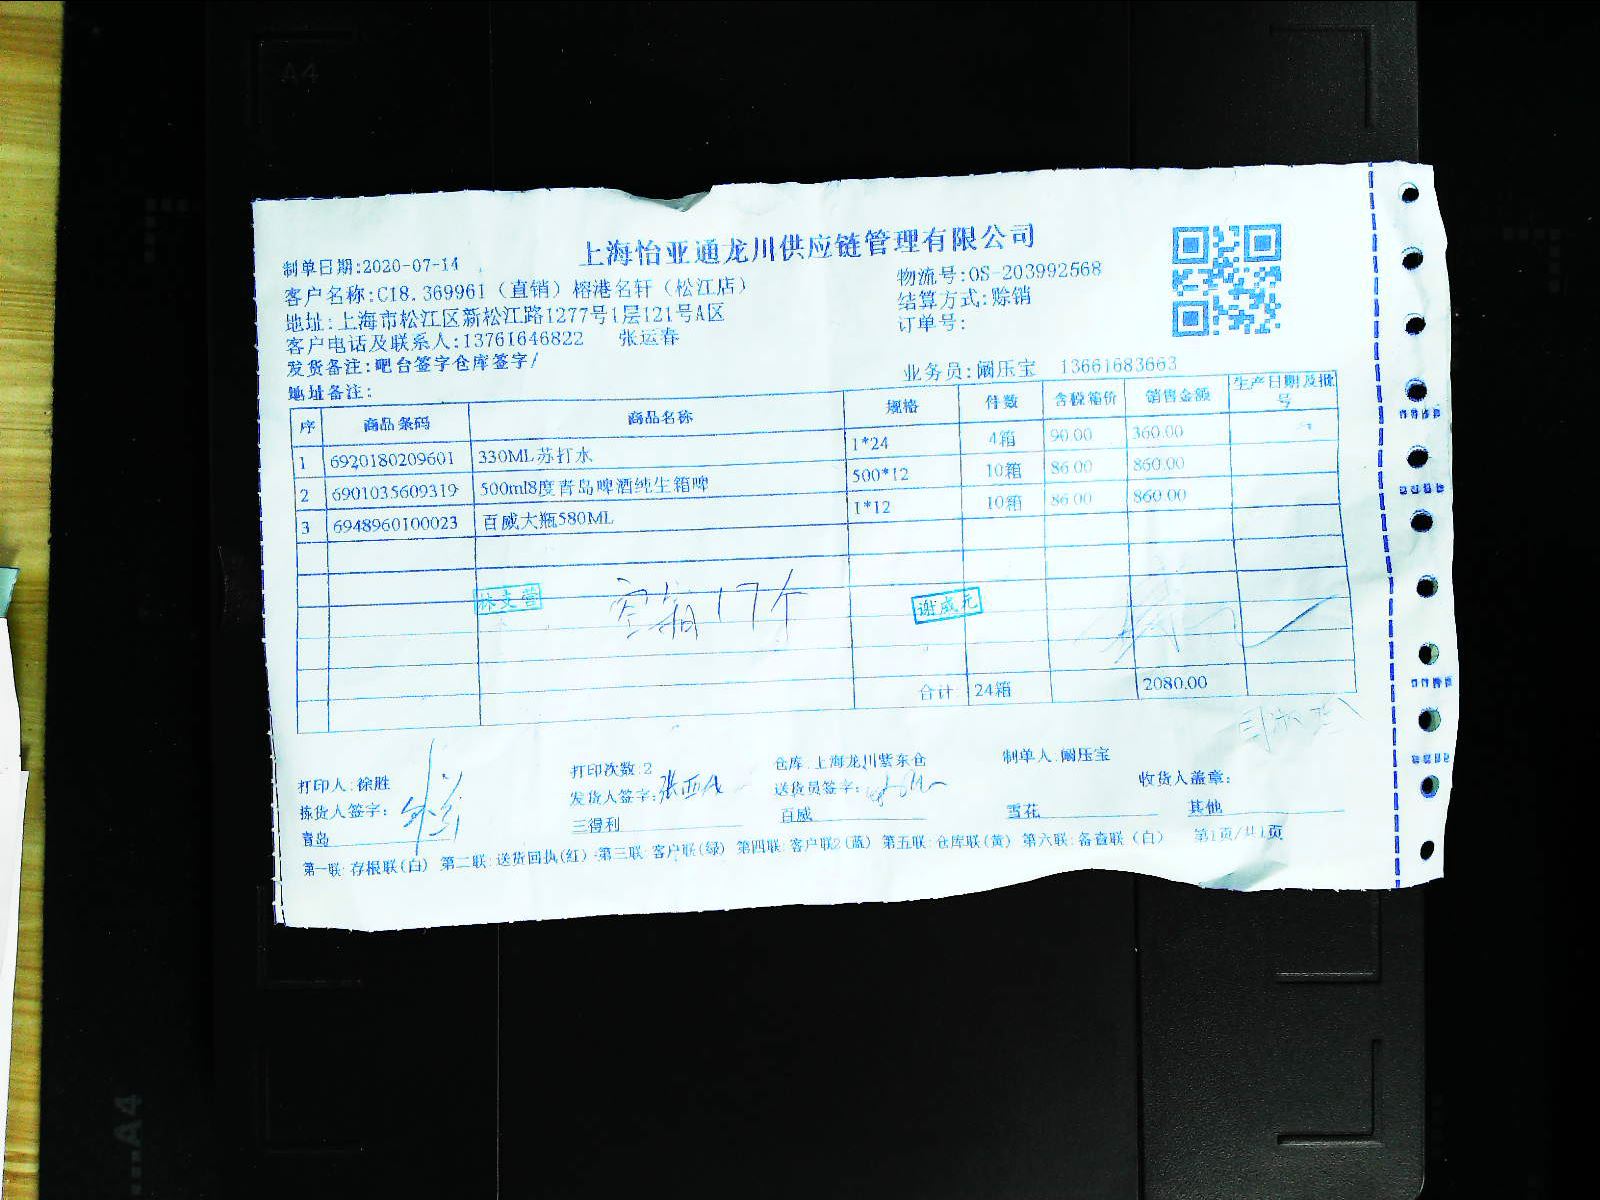 上海怡亚通龙川供应链管理有限公司
制单日期:2020-07-14
物流号:OS-203992568
客户名称:C18.369961（直销）榕港名轩（松江店）
结算方式:赊销
地址:上海市松江区新松江路1277号1层121号A区
订单号:
客户电话及联系人:13761646822 张运春
发货备注:吧台签字仓库签字/
业务员:阚压宝 13661683663
地址备注:
序 商品条码 商品名称 规格 件数 含税箱价 销售金额 生产日期及批号
1 6920180209601 330ML苏打水 1*24 4箱 90.00 360.00
2 6901035609319 500ml8度青岛啤酒纯生箱啤 500*12 10箱 86.00 860.00
3 6948960100023 百威大瓶580ML 1*12 10箱 86.00 860.00
空箱17个
谢威元
合计 24箱 2080.00
打印人:徐胜 打印次数:2 仓库:上海龙川紫东仓 制单人:阚压宝
拣货人签字: 发货人签字: 送货员签字: 收货人盖章:
青岛 三得利 百威 雪花 其他
第一联:存根联(白) 第二联:送货回执(红) 第三联:客户联(绿) 第四联:客户联2(蓝) 第五联:仓库联(黄) 第六联:备查联(白) 第1页/共1页
A4
A4